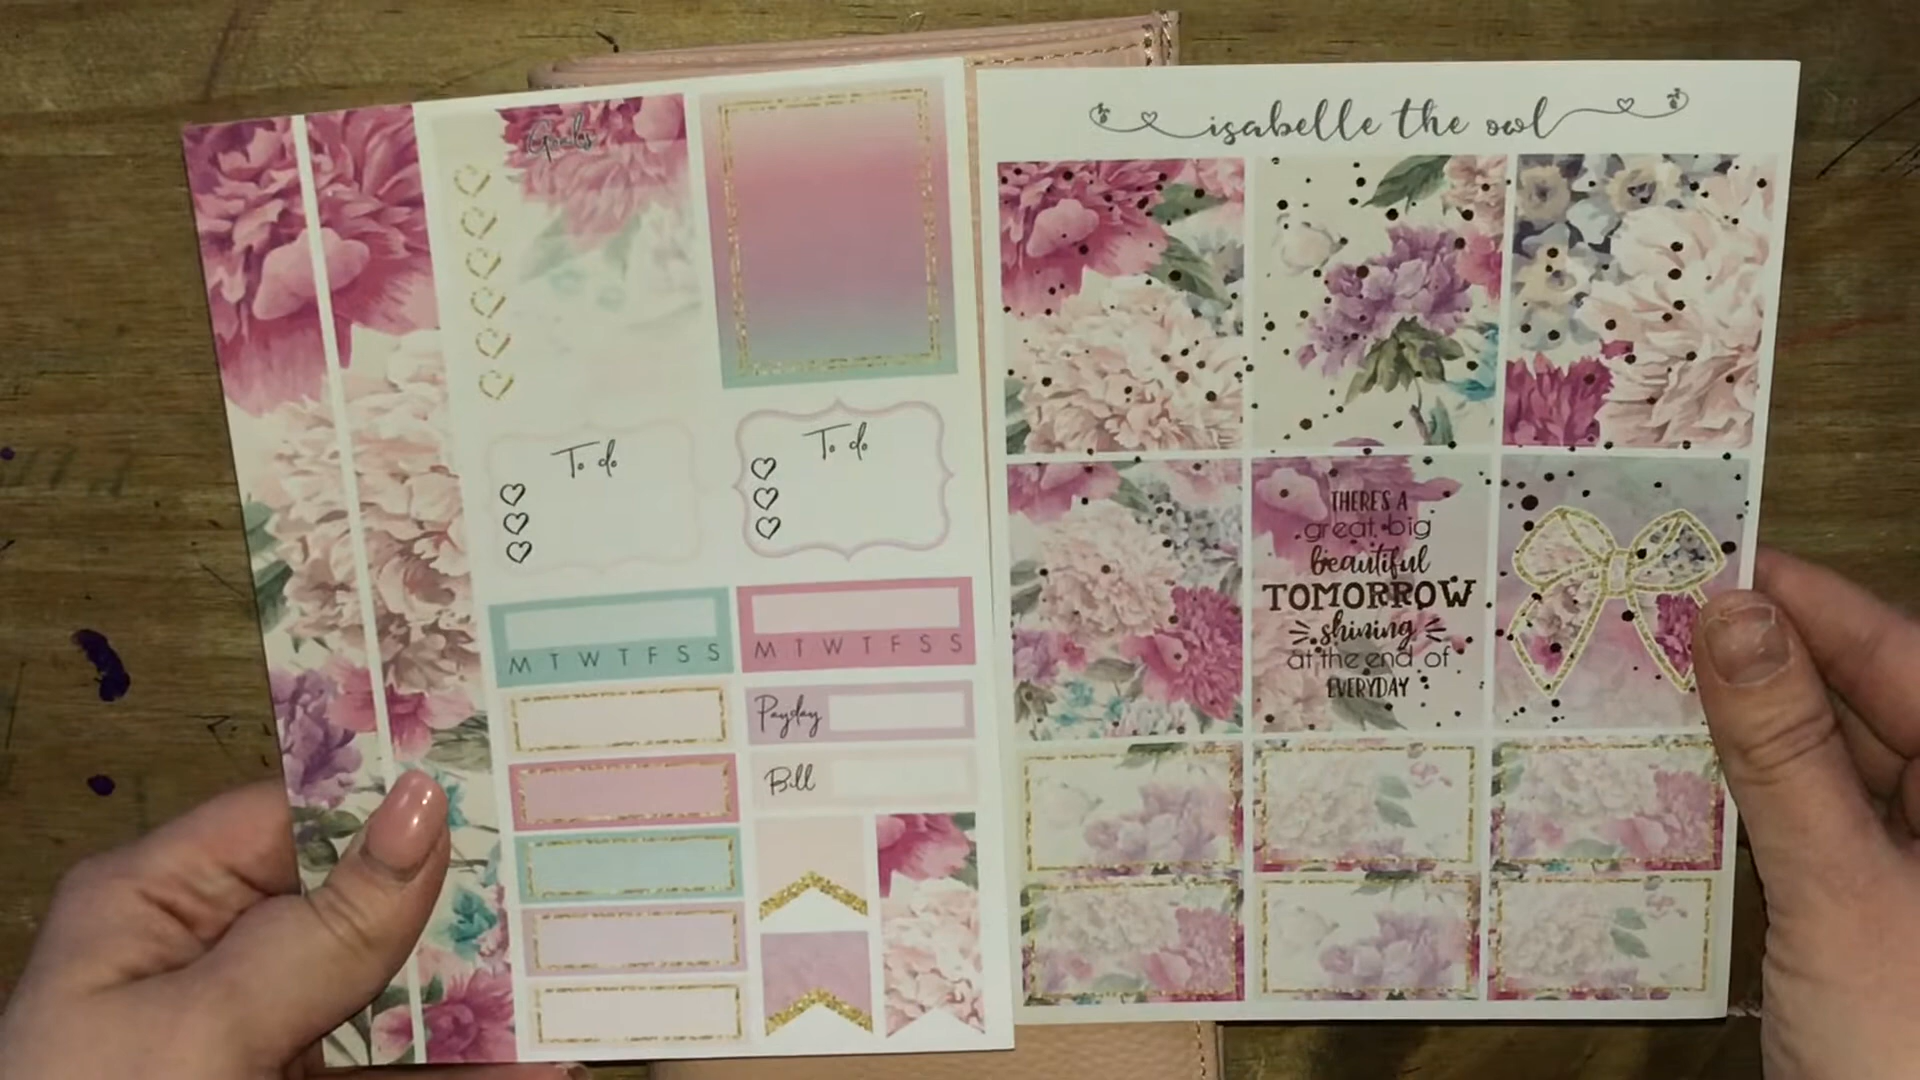 Goals
To do
To do
M T W T F S S
M T W T F S S
Payday
Bill
isabelle the owl
THERE'S A
great big
beautiful
TOMORROW
shining
at the end of
EVERYDAY